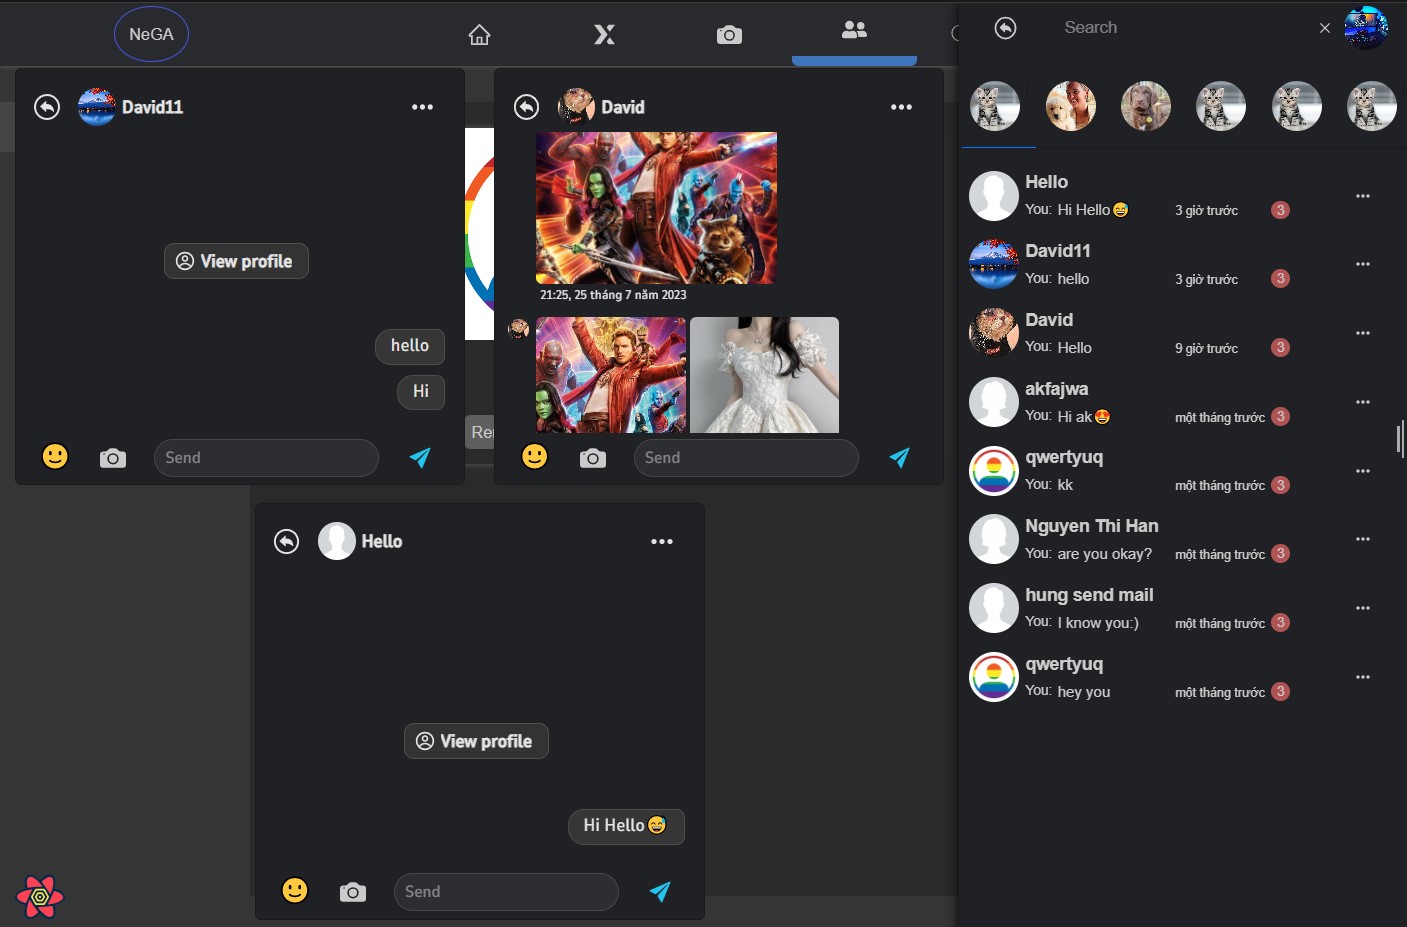 NeGA
Search
David11
View profile
hello
Hi
Send
David
21:25, 25 tháng 7 năm 2023
Send
Hello
View profile
Hi Hello😅
Send
Hello
You: Hi Hello😅 3 giờ trước 3
David11
You: hello 3 giờ trước 3
David
You: Hello 9 giờ trước 3
akfajwa
You: Hi ak🤩 một tháng trước 3
qwertyuq
You: kk một tháng trước 3
Nguyen Thi Han
You: are you okay? một tháng trước 3
hung send mail
You: I know you:) một tháng trước 3
qwertyuq
You: hey you một tháng trước 3